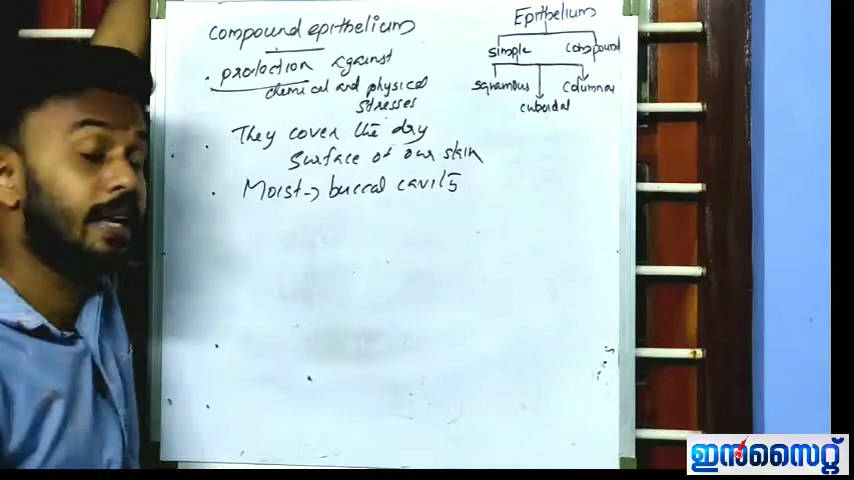 compound epithelium
. protection against
chemical and physical
stresses
. They cover the dry
surface of our skin
. Moist → buccal cavity
Epithelium
simple compound
squamous columnar
cuboidal
ഇൻസൈറ്റ്